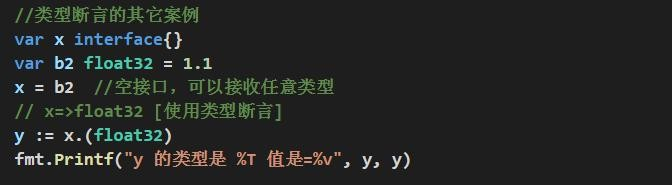 //类型断言的其它案例
var x interface{}
var b2 float32 = 1.1
x = b2  //空接口，可以接收任意类型
// x=>float32 [使用类型断言]
y := x.(float32)
fmt.Printf("y 的类型是 %T 值是=%v", y, y)